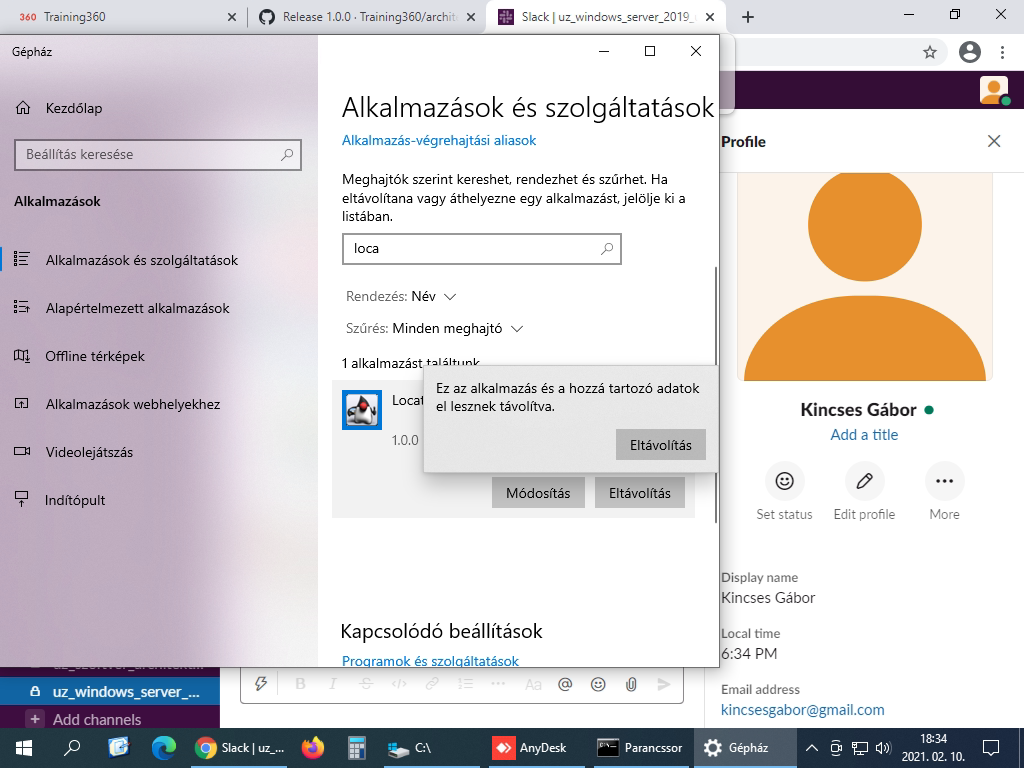 360 Training360
Release 1.0.0 · Training360/archit
Slack | uz_windows_server_2019_
Gépház
Kezdőlap
Beállítás keresése
Alkalmazások
Alkalmazások és szolgáltatások
Alapértelmezett alkalmazások
Offline térképek
Alkalmazások webhelyekhez
Videolejátszás
Indítópult
Alkalmazások és szolgáltatások
Alkalmazás-végrehajtási aliasok
Meghajtók szerint kereshet, rendezhet és szűrhet. Ha
eltávolítana vagy áthelyezne egy alkalmazást, jelölje ki a
listában.
loca
Rendezés: Név
Szűrés: Minden meghajtó
1 alkalmazást találtunk
Locat
1.0.0
Ez az alkalmazás és a hozzá tartozó adatok
el lesznek távolítva.
Eltávolítás
Módosítás
Eltávolítás
Kapcsolódó beállítások
Programok és szolgáltatások
Profile
Kincses Gábor
Add a title
Set status
Edit profile
More
Display name
Kincses Gábor
Local time
6:34 PM
Email address
kincsesgabor@gmail.com
uz_windows_server_...
Add channels
B I S Aa @
Slack | uz_...
C:\
AnyDesk
Parancssor
Gépház
18:34
2021. 02. 10.